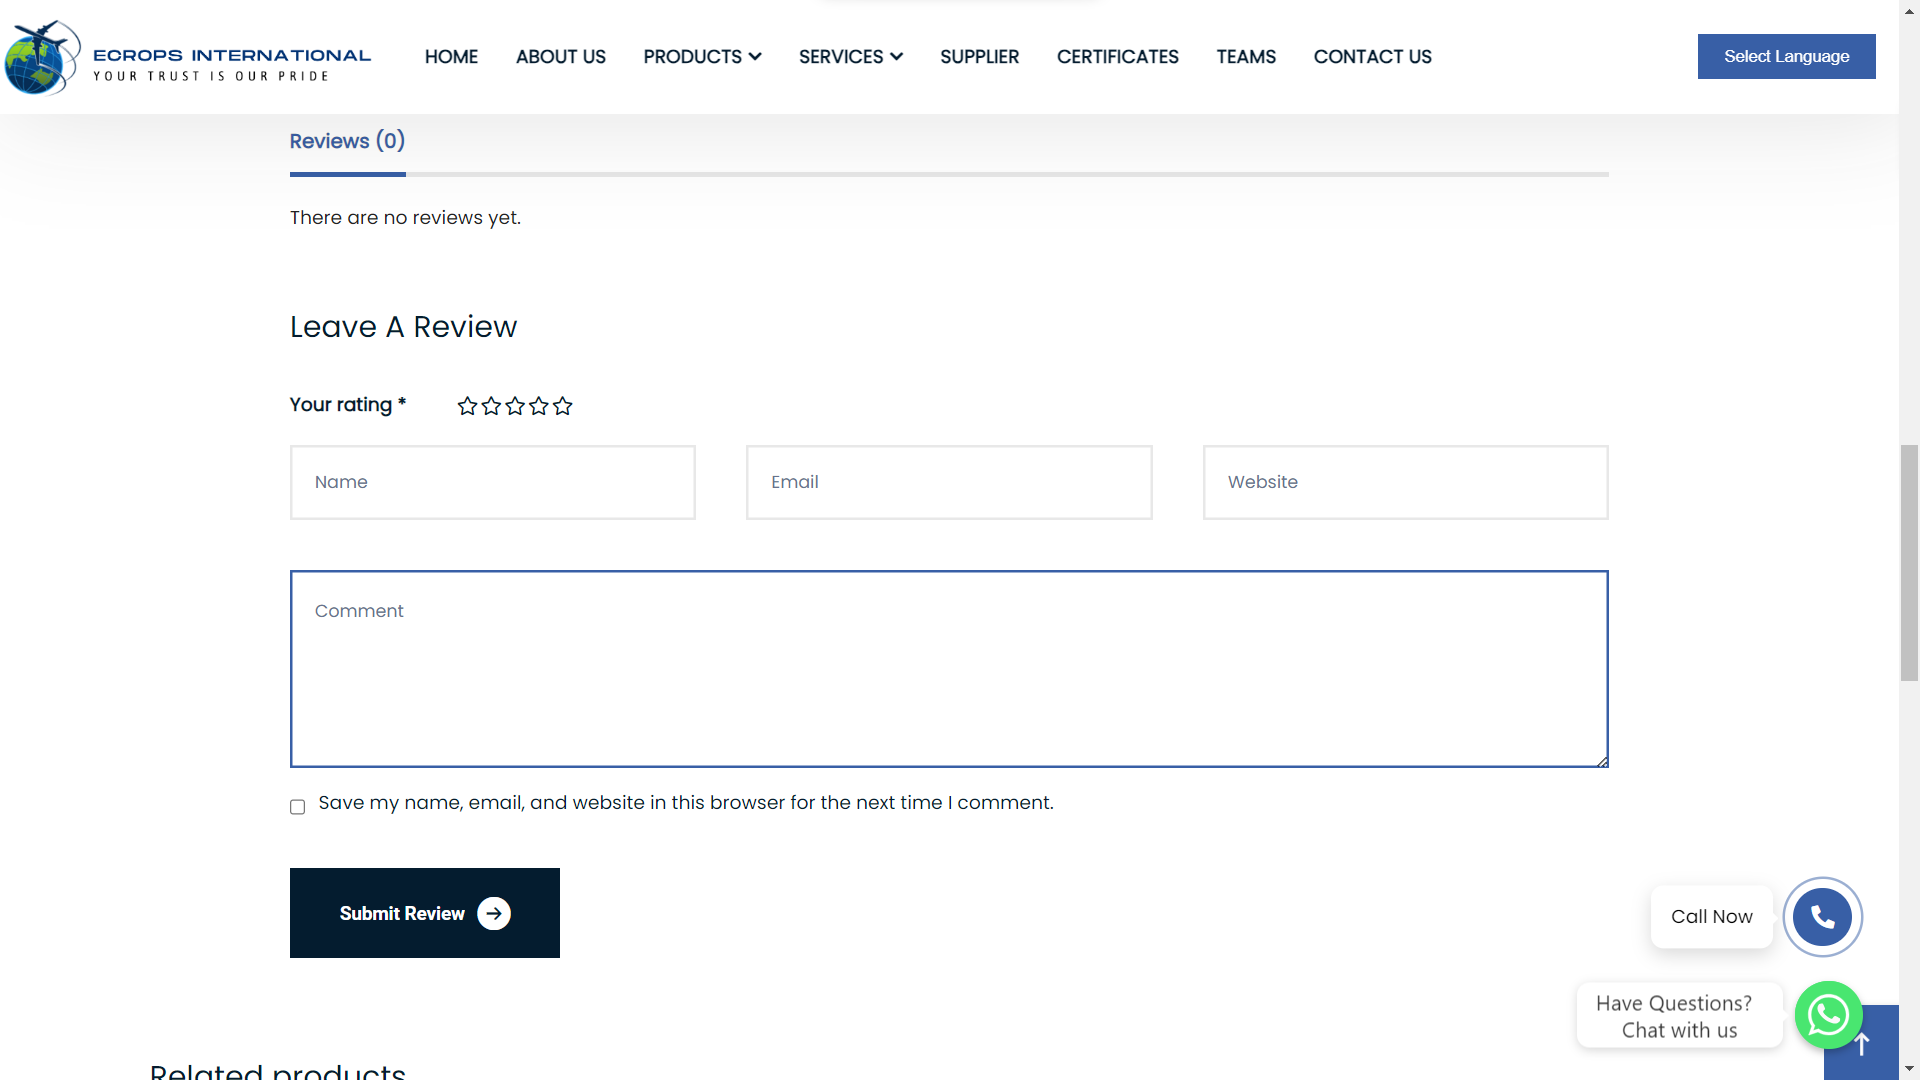 ECROPS INTERNATIONAL
YOUR TRUST IS OUR PRIDE
HOME
ABOUT US
PRODUCTS
SERVICES
SUPPLIER
CERTIFICATES
TEAMS
CONTACT US
Select Language
Reviews (0)
There are no reviews yet.
Leave A Review
Your rating *
Name
Email
Website
Comment
Save my name, email, and website in this browser for the next time I comment.
Submit Review
Call Now
Have Questions?
Chat with us
Related products